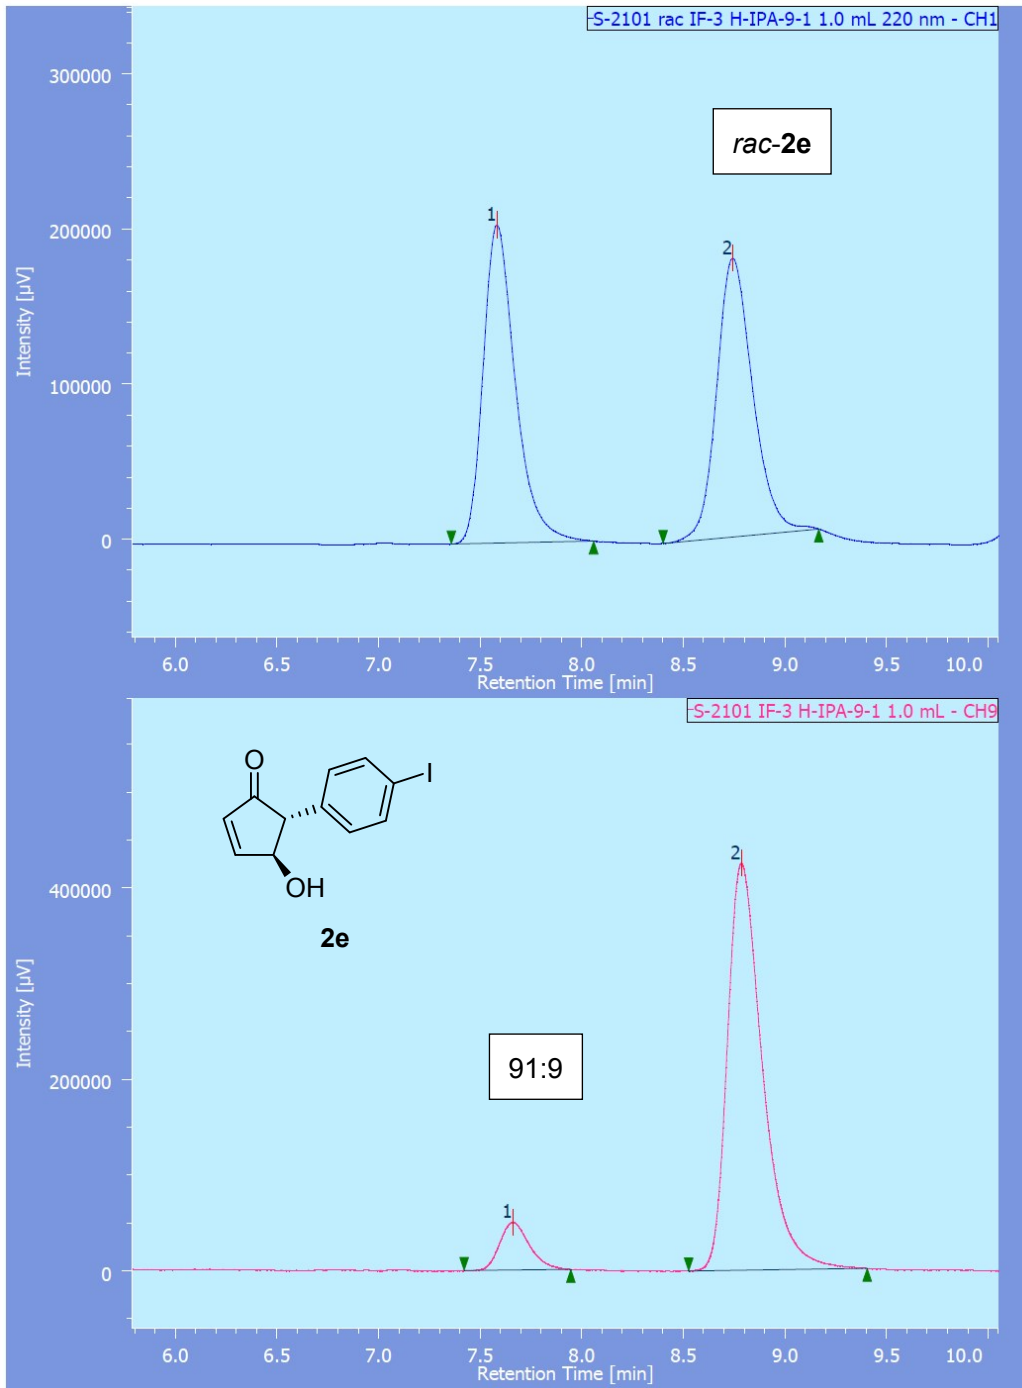 S-2101 rac IF-3 H-IPA-9-1 1.0 mL 220 nm - CH1
300000
rac-2e
1
200000
2
Intensity [µV]
100000
0
6.0 6.5 7.0 7.5 8.0 8.5 9.0 9.5 10.0
Retention Time [min]
S-2101 IF-3 H-IPA-9-1 1.0 mL - CH9
O
I
OH
2e
2
400000
Intensity [µV]
91:9
200000
1
0
6.0 6.5 7.0 7.5 8.0 8.5 9.0 9.5 10.0
Retention Time [min]